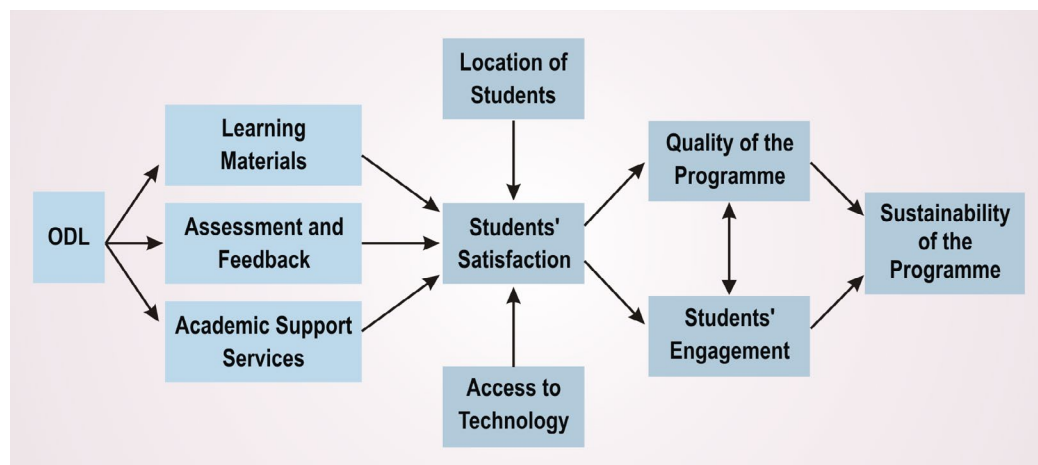 ODL
Learning
Materials
Assessment and
Feedback
Academic Support
Services
Location of
Students
Students'
Satisfaction
Access to
Technology
Quality of the
Programme
Students'
Engagement
Sustainability
of the
Programme